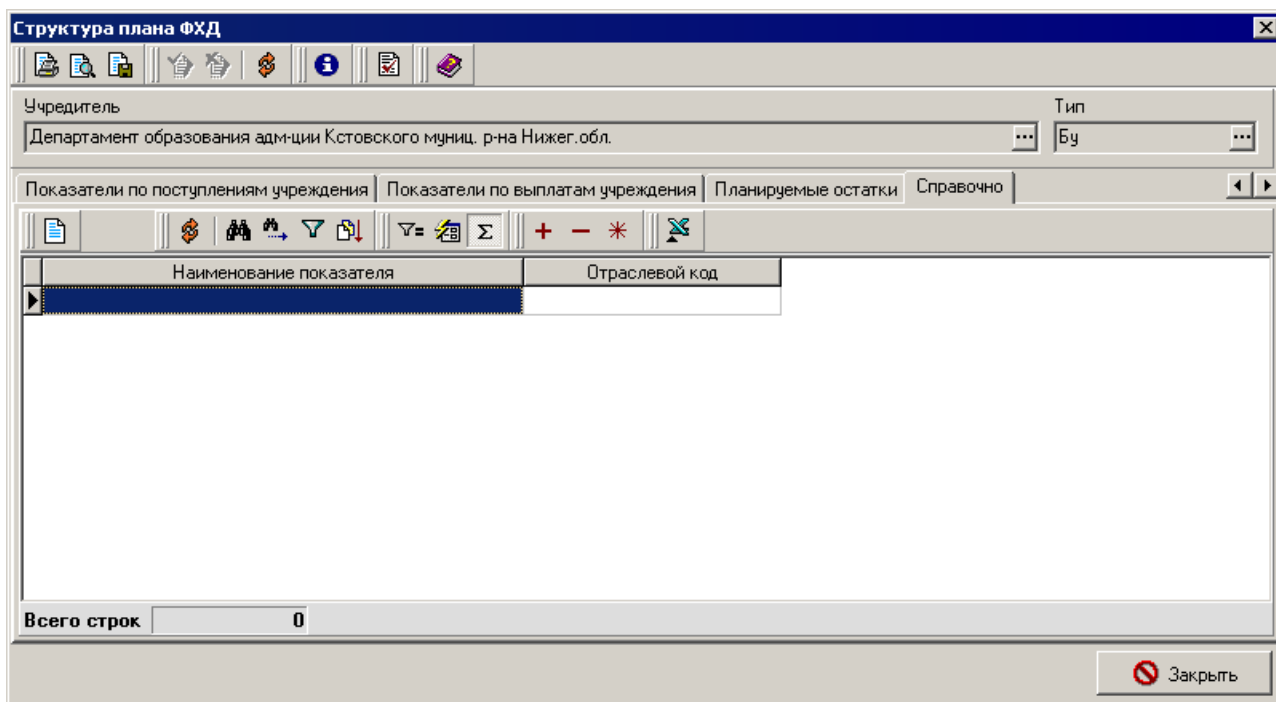 Структура плана ФХД
Учредитель Тип
Департамент образования адм-ции Кстовского муниц. р-на Нижег.обл. ... Бу ...
Показатели по поступлениям учреждения Показатели по выплатам учреждения Планируемые остатки Справочно
Наименование показателя Отраслевой код
Всего строк 0
Закрыть